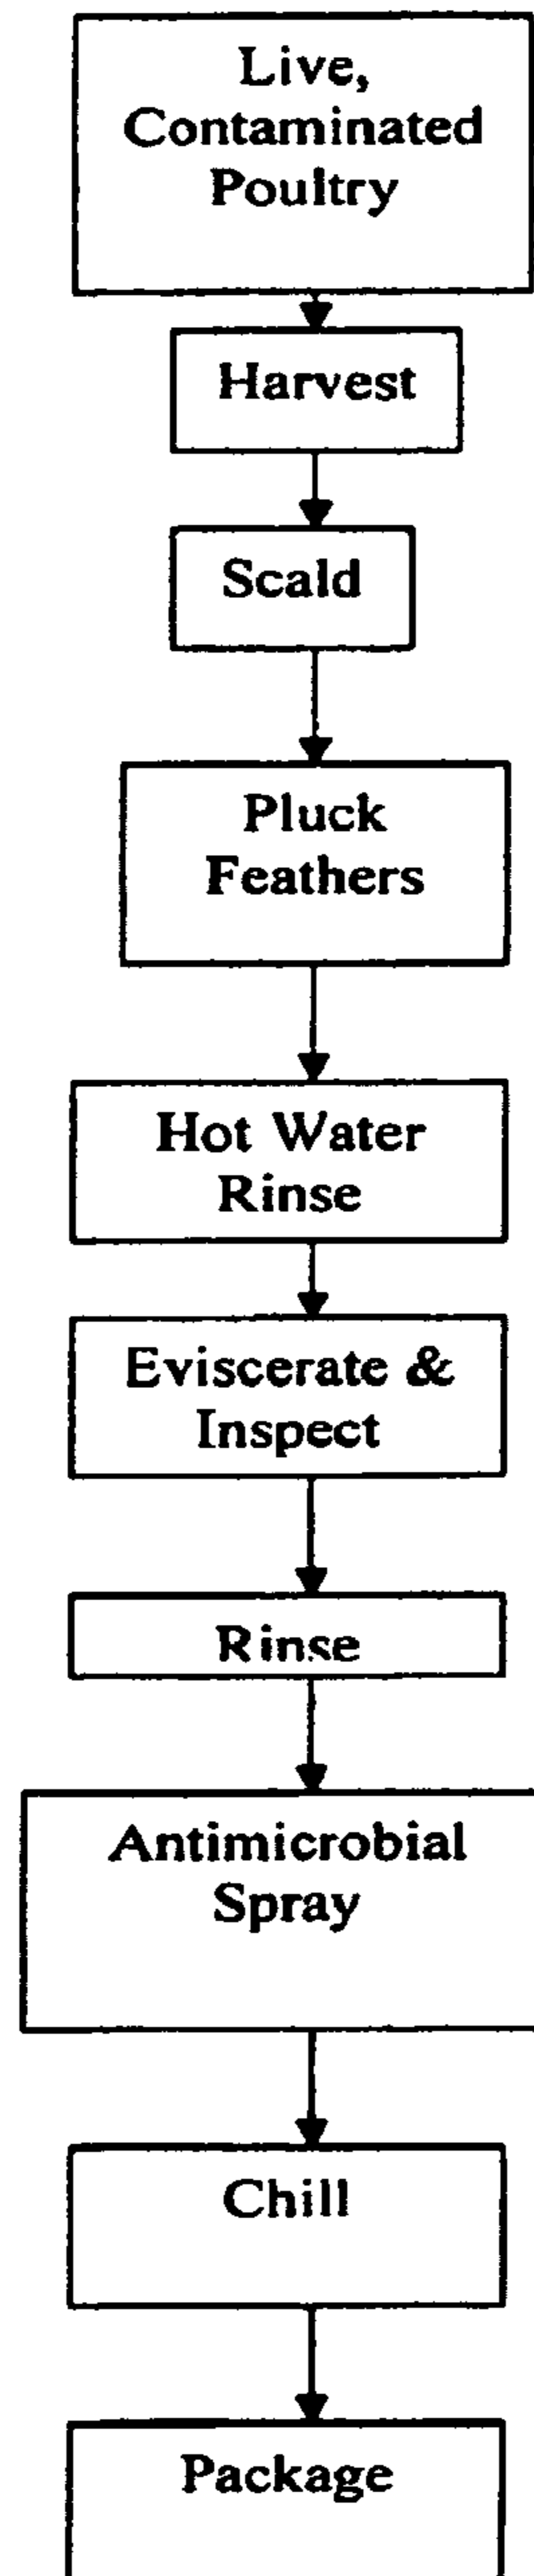 Live,
Contaminated
Poultry
Harvest
Scald
Pluck
Feathers
Hot Water
Rinse
Eviscerate &
Inspect
Rinse
Antimicrobial
Spray
Chill
Package